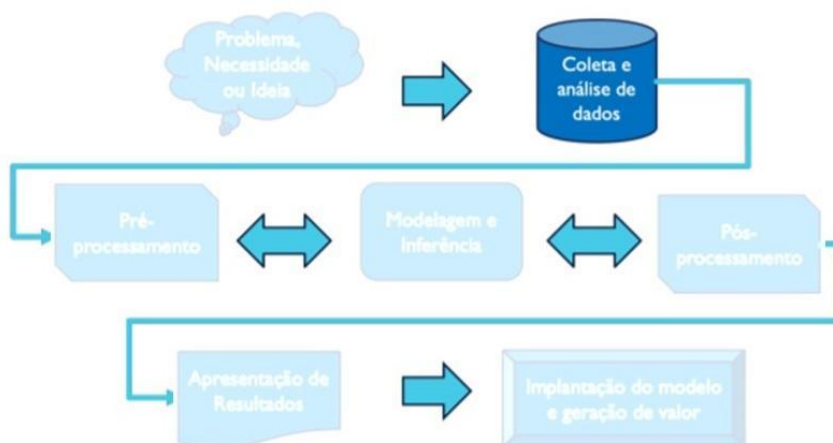 Problema,
Necessidade
ou Ideia
Coleta e
análise de
dados
Pré-
processamento
Modelagem e
Inferência
Pós-
processamento
Apresentação de
Resultados
Implantação do modelo
e geração de valor